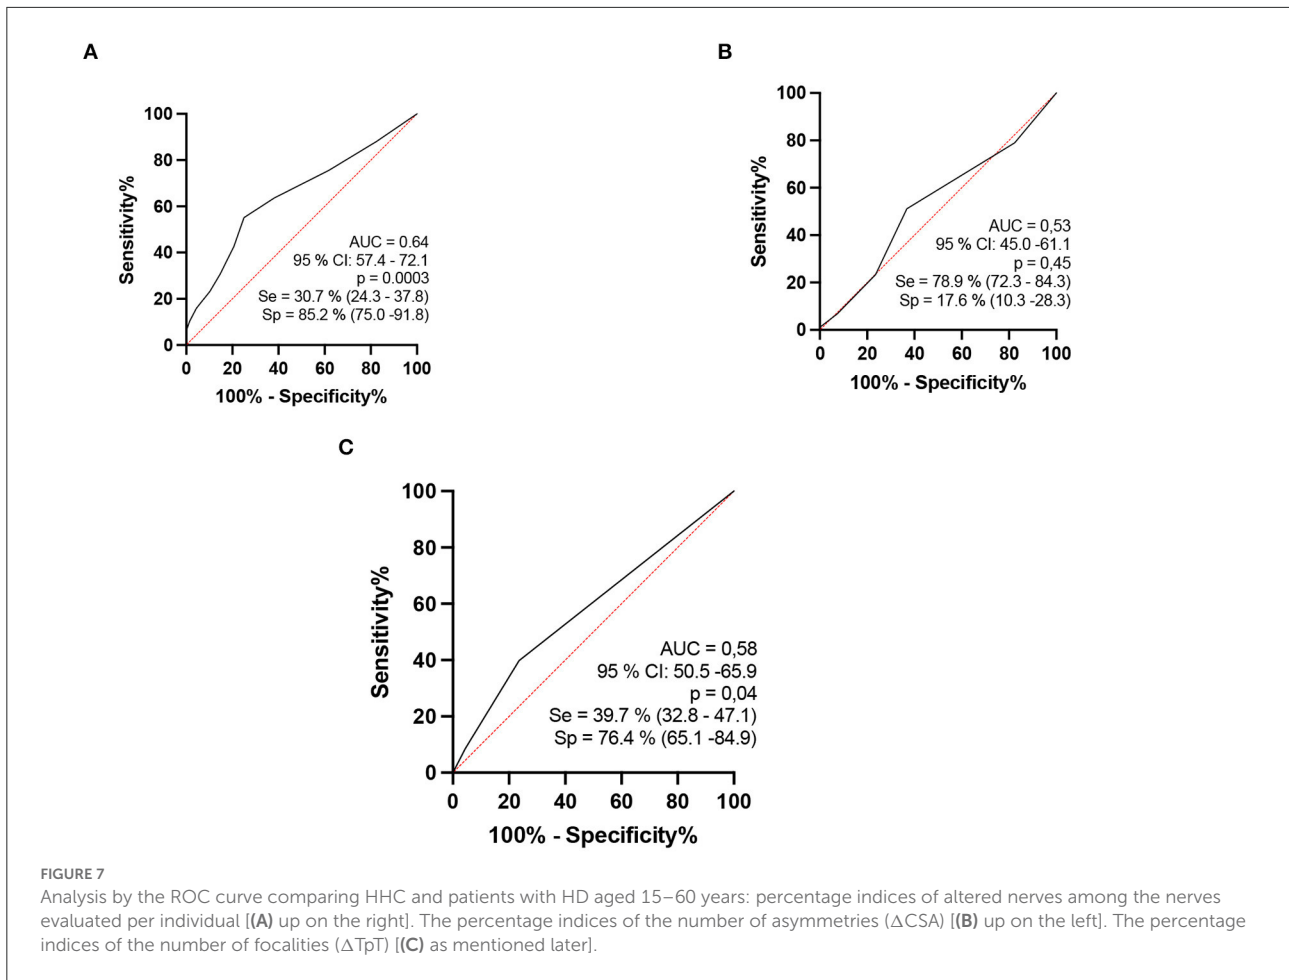 A
Sensitivity%
100
80
60
40
20
0
0 20 40 60 80 100
100% - Specificity%
AUC = 0.64
95 % CI: 57.4 - 72.1
p = 0.0003
Se = 30.7 % (24.3 - 37.8)
Sp = 85.2 % (75.0 -91.8)
B
Sensitivity%
100
80
60
40
20
0
0 20 40 60 80 100
100% - Specificity%
AUC = 0,53
95 % CI: 45.0 -61.1
p = 0,45
Se = 78.9 % (72.3 - 84.3)
Sp = 17.6 % (10.3 -28.3)
C
Sensitivity%
100
80
60
40
20
0
0 20 40 60 80 100
100% - Specificity%
AUC = 0,58
95 % CI: 50.5 -65.9
p = 0,04
Se = 39.7 % (32.8 - 47.1)
Sp = 76.4 % (65.1 -84.9)
FIGURE 7
Analysis by the ROC curve comparing HHC and patients with HD aged 15–60 years: percentage indices of altered nerves among the nerves
evaluated per individual [(A) up on the right]. The percentage indices of the number of asymmetries (ΔCSA) [(B) up on the left]. The percentage
indices of the number of focalities (ΔTpT) [(C) as mentioned later].